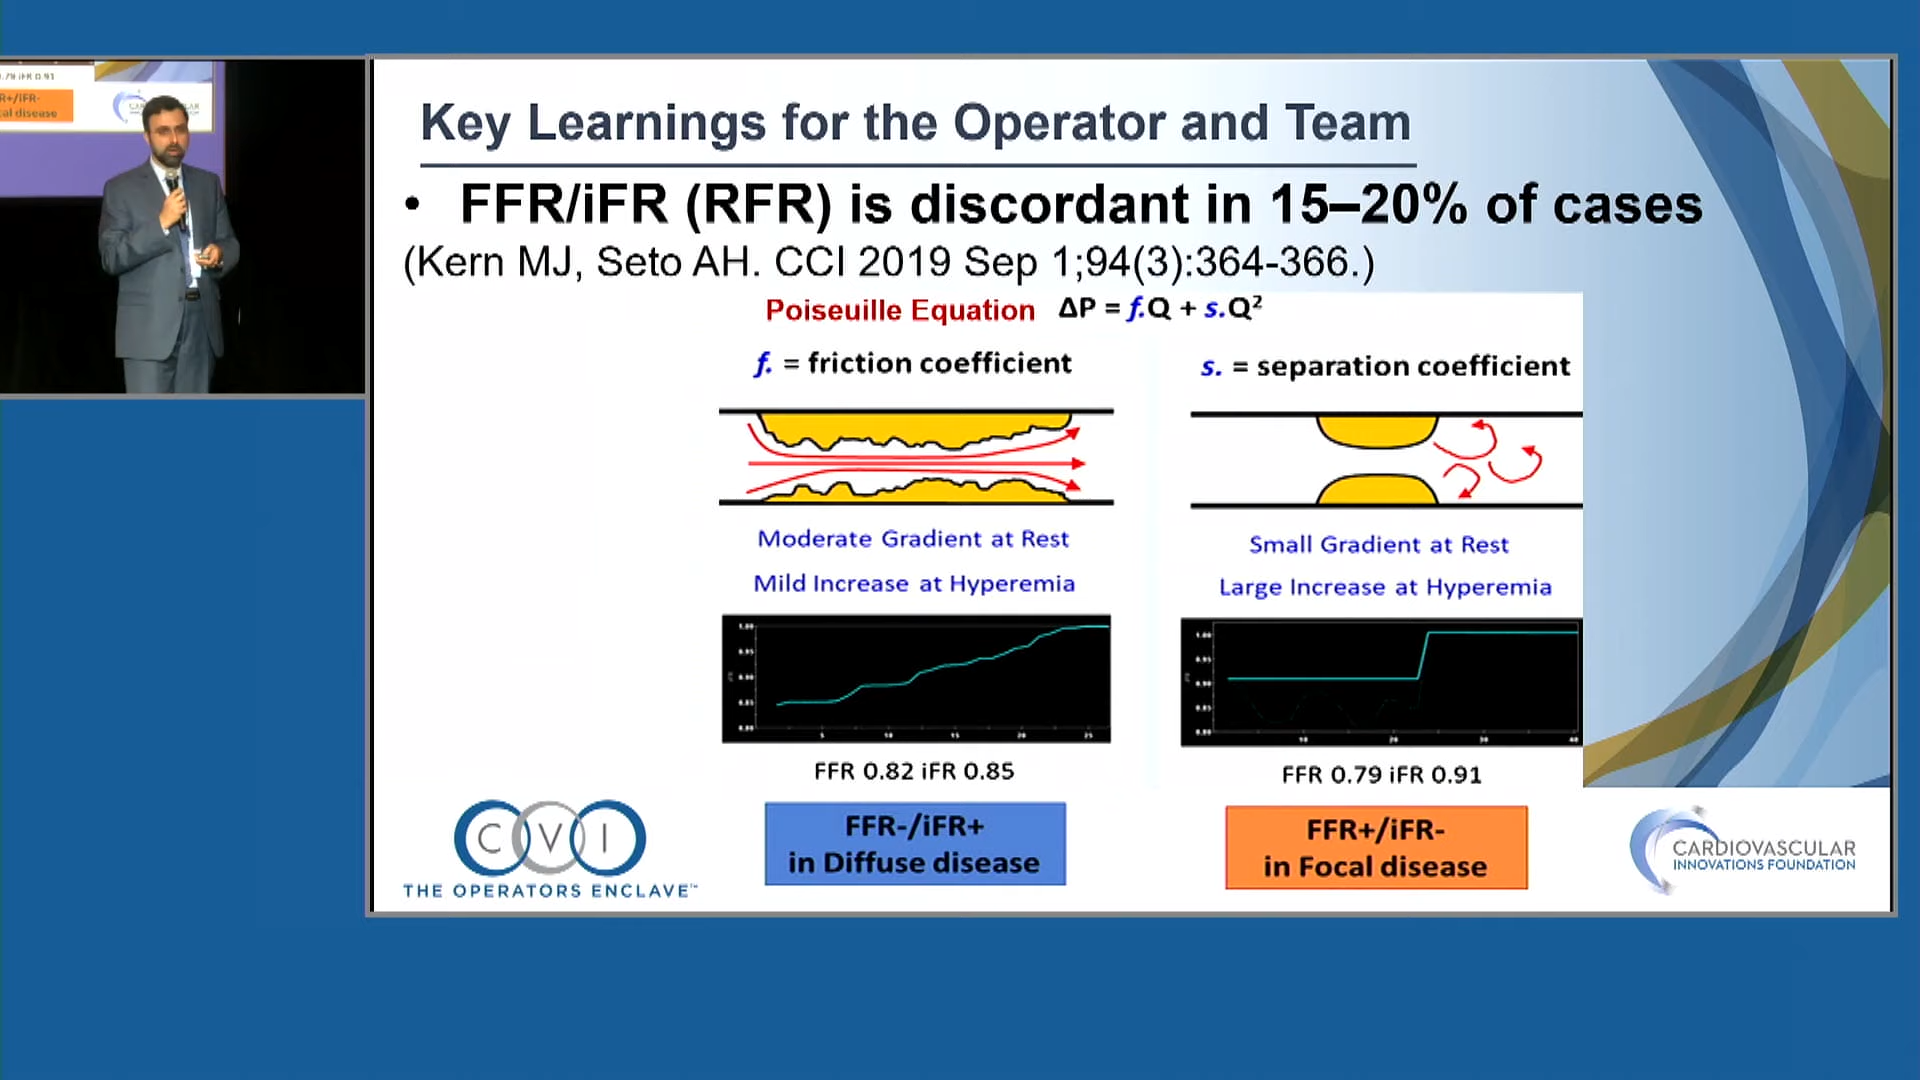 Key Learnings for the Operator and Team
• FFR/iFR (RFR) is discordant in 15–20% of cases
(Kern MJ, Seto AH. CCI 2019 Sep 1;94(3):364-366.)
Poiseuille Equation ΔP = f.Q + s.Q²
f. = friction coefficient
s. = separation coefficient
Moderate Gradient at Rest
Mild Increase at Hyperemia
Small Gradient at Rest
Large Increase at Hyperemia
FFR 0.82 iFR 0.85
FFR 0.79 iFR 0.91
FFR-/iFR+
in Diffuse disease
FFR+/iFR-
in Focal disease
CVI
THE OPERATORS ENCLAVE™
CARDIOVASCULAR
INNOVATIONS FOUNDATION